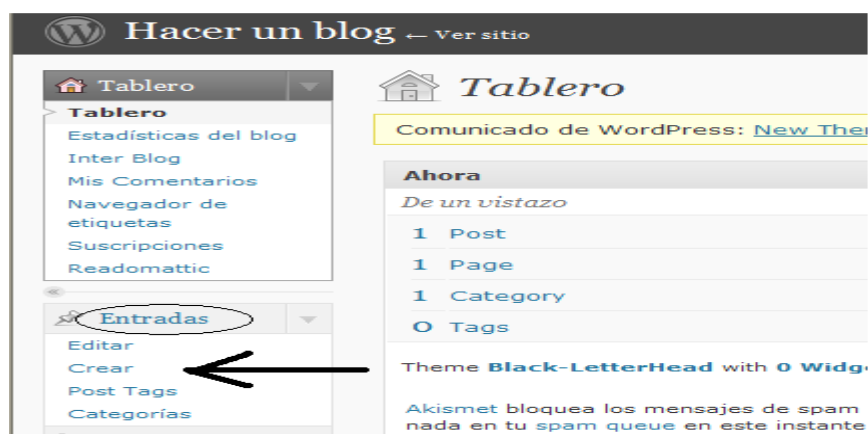 Hacer un blog ← Ver sitio
Tablero
Tablero
Estadísticas del blog
Inter Blog
Mis Comentarios
Navegador de
etiquetas
Suscripciones
Readomattic
Entradas
Editar
Crear
Post Tags
Categorías
Tablero
Comunicado de WordPress: New The
Ahora
De un vistazo
1 Post
1 Page
1 Category
0 Tags
Theme Black-LetterHead with 0 Widg
Akismet bloquea los mensajes de spam
nada en tu spam queue en este instante